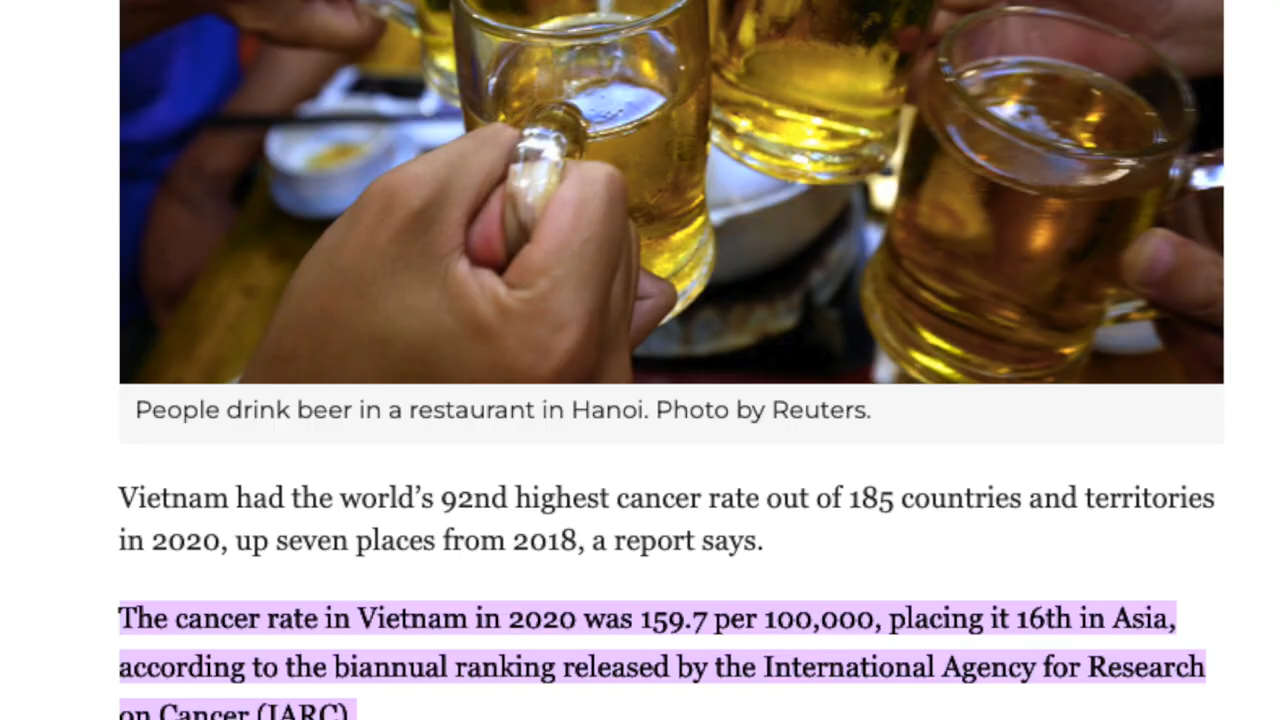 People drink beer in a restaurant in Hanoi. Photo by Reuters.
Vietnam had the world’s 92nd highest cancer rate out of 185 countries and territories
in 2020, up seven places from 2018, a report says.
The cancer rate in Vietnam in 2020 was 159.7 per 100,000, placing it 16th in Asia,
according to the biannual ranking released by the International Agency for Research
on Cancer (IARC).